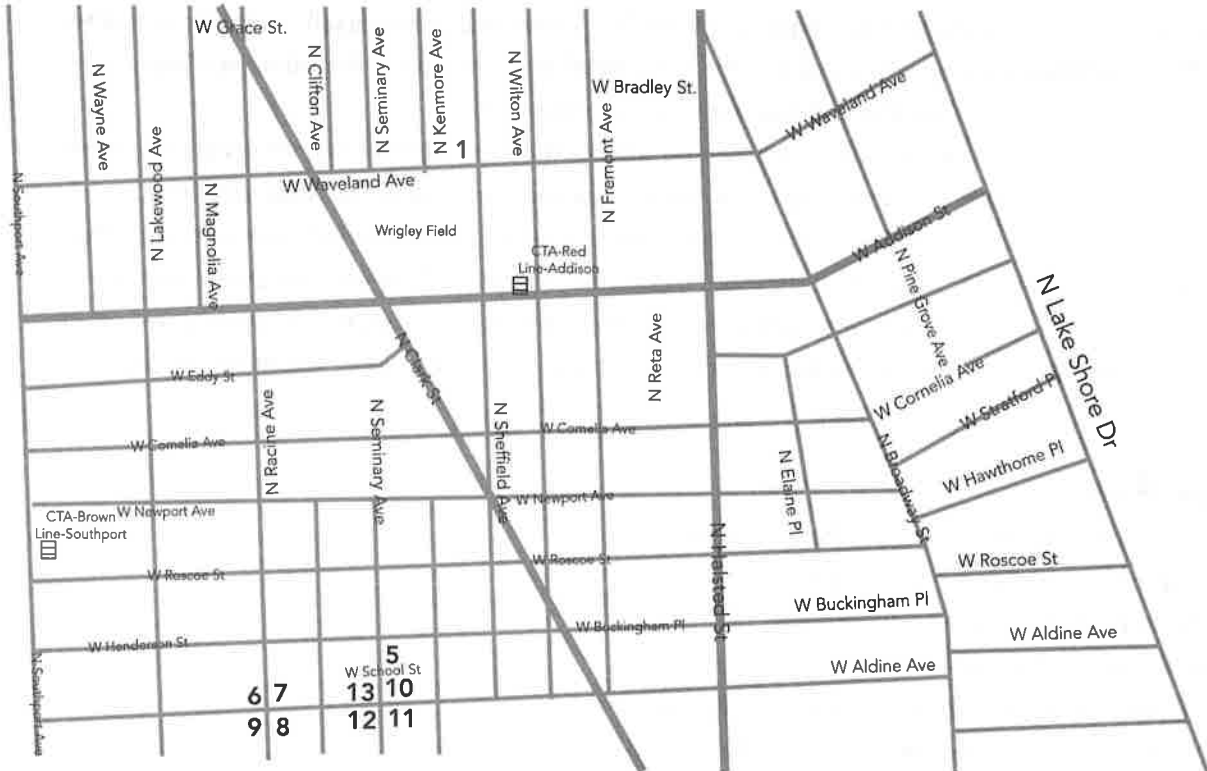 W Grace St.
N Wayne Ave
N Lakewood Ave
N Clifton Ave
N Seminary Ave
N Kenmore Ave
N Wilton Ave
W Bradley St.
N Fremont Ave
W Waveland Ave
1
N Southport Ave
N Magnolia Ave
W Waveland Ave
Wrigley Field
CTA-Red
Line-Addison
W Addison St
N Pine Grove Ave
N Lake Shore Dr
W Eddy St
N Clark St
N Reta Ave
W Cornelia Ave
W Stratford Pl
W Hawthorne Pl
W Cornelia Ave
N Racine Ave
N Seminary Ave
N Sheffield Ave
W Cornelia Ave
N Elaine Pl
N Broadway St
W Newport Ave
W Newport Ave
CTA-Brown
Line-Southport
N Halsted St
W Roscoe St
W Roscoe St
W Roscoe St
W Buckingham Pl
W Henderson St
W Buckingham Pl
W Aldine Ave
5
W School St
W Aldine Ave
N Southport Ave
6 7
13 10
9 8
12 11